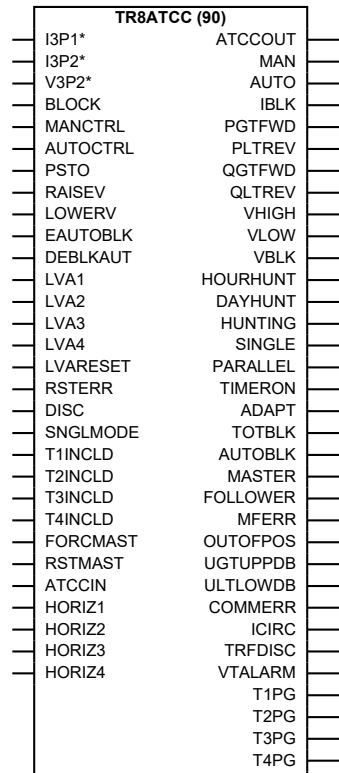 TR8ATCC (90)
I3P1* ATCCOUT
I3P2* MAN
V3P2* AUTO
BLOCK IBLK
MANCTRL PGTFWD
AUTOCTRL PLTREV
PSTO QGTFWD
RAISEV QLTREV
LOWERV VHIGH
EAUTOBLK VLOW
DEBLKAUT VBLK
LVA1 HOURHUNT
LVA2 DAYHUNT
LVA3 HUNTING
LVA4 SINGLE
LVARESET PARALLEL
RSTERR TIMERON
DISC ADAPT
SNGLMODE TOTBLK
T1INCLD AUTOBLK
T2INCLD MASTER
T3INCLD FOLLOWER
T4INCLD MFERR
FORCMAST OUTOFPOS
RSTMAST UGTUPPDB
ATCCIN ULTLOWDB
HORIZ1 COMMERR
HORIZ2 ICIRC
HORIZ3 TRFDISC
HORIZ4 VTALARM
T1PG
T2PG
T3PG
T4PG